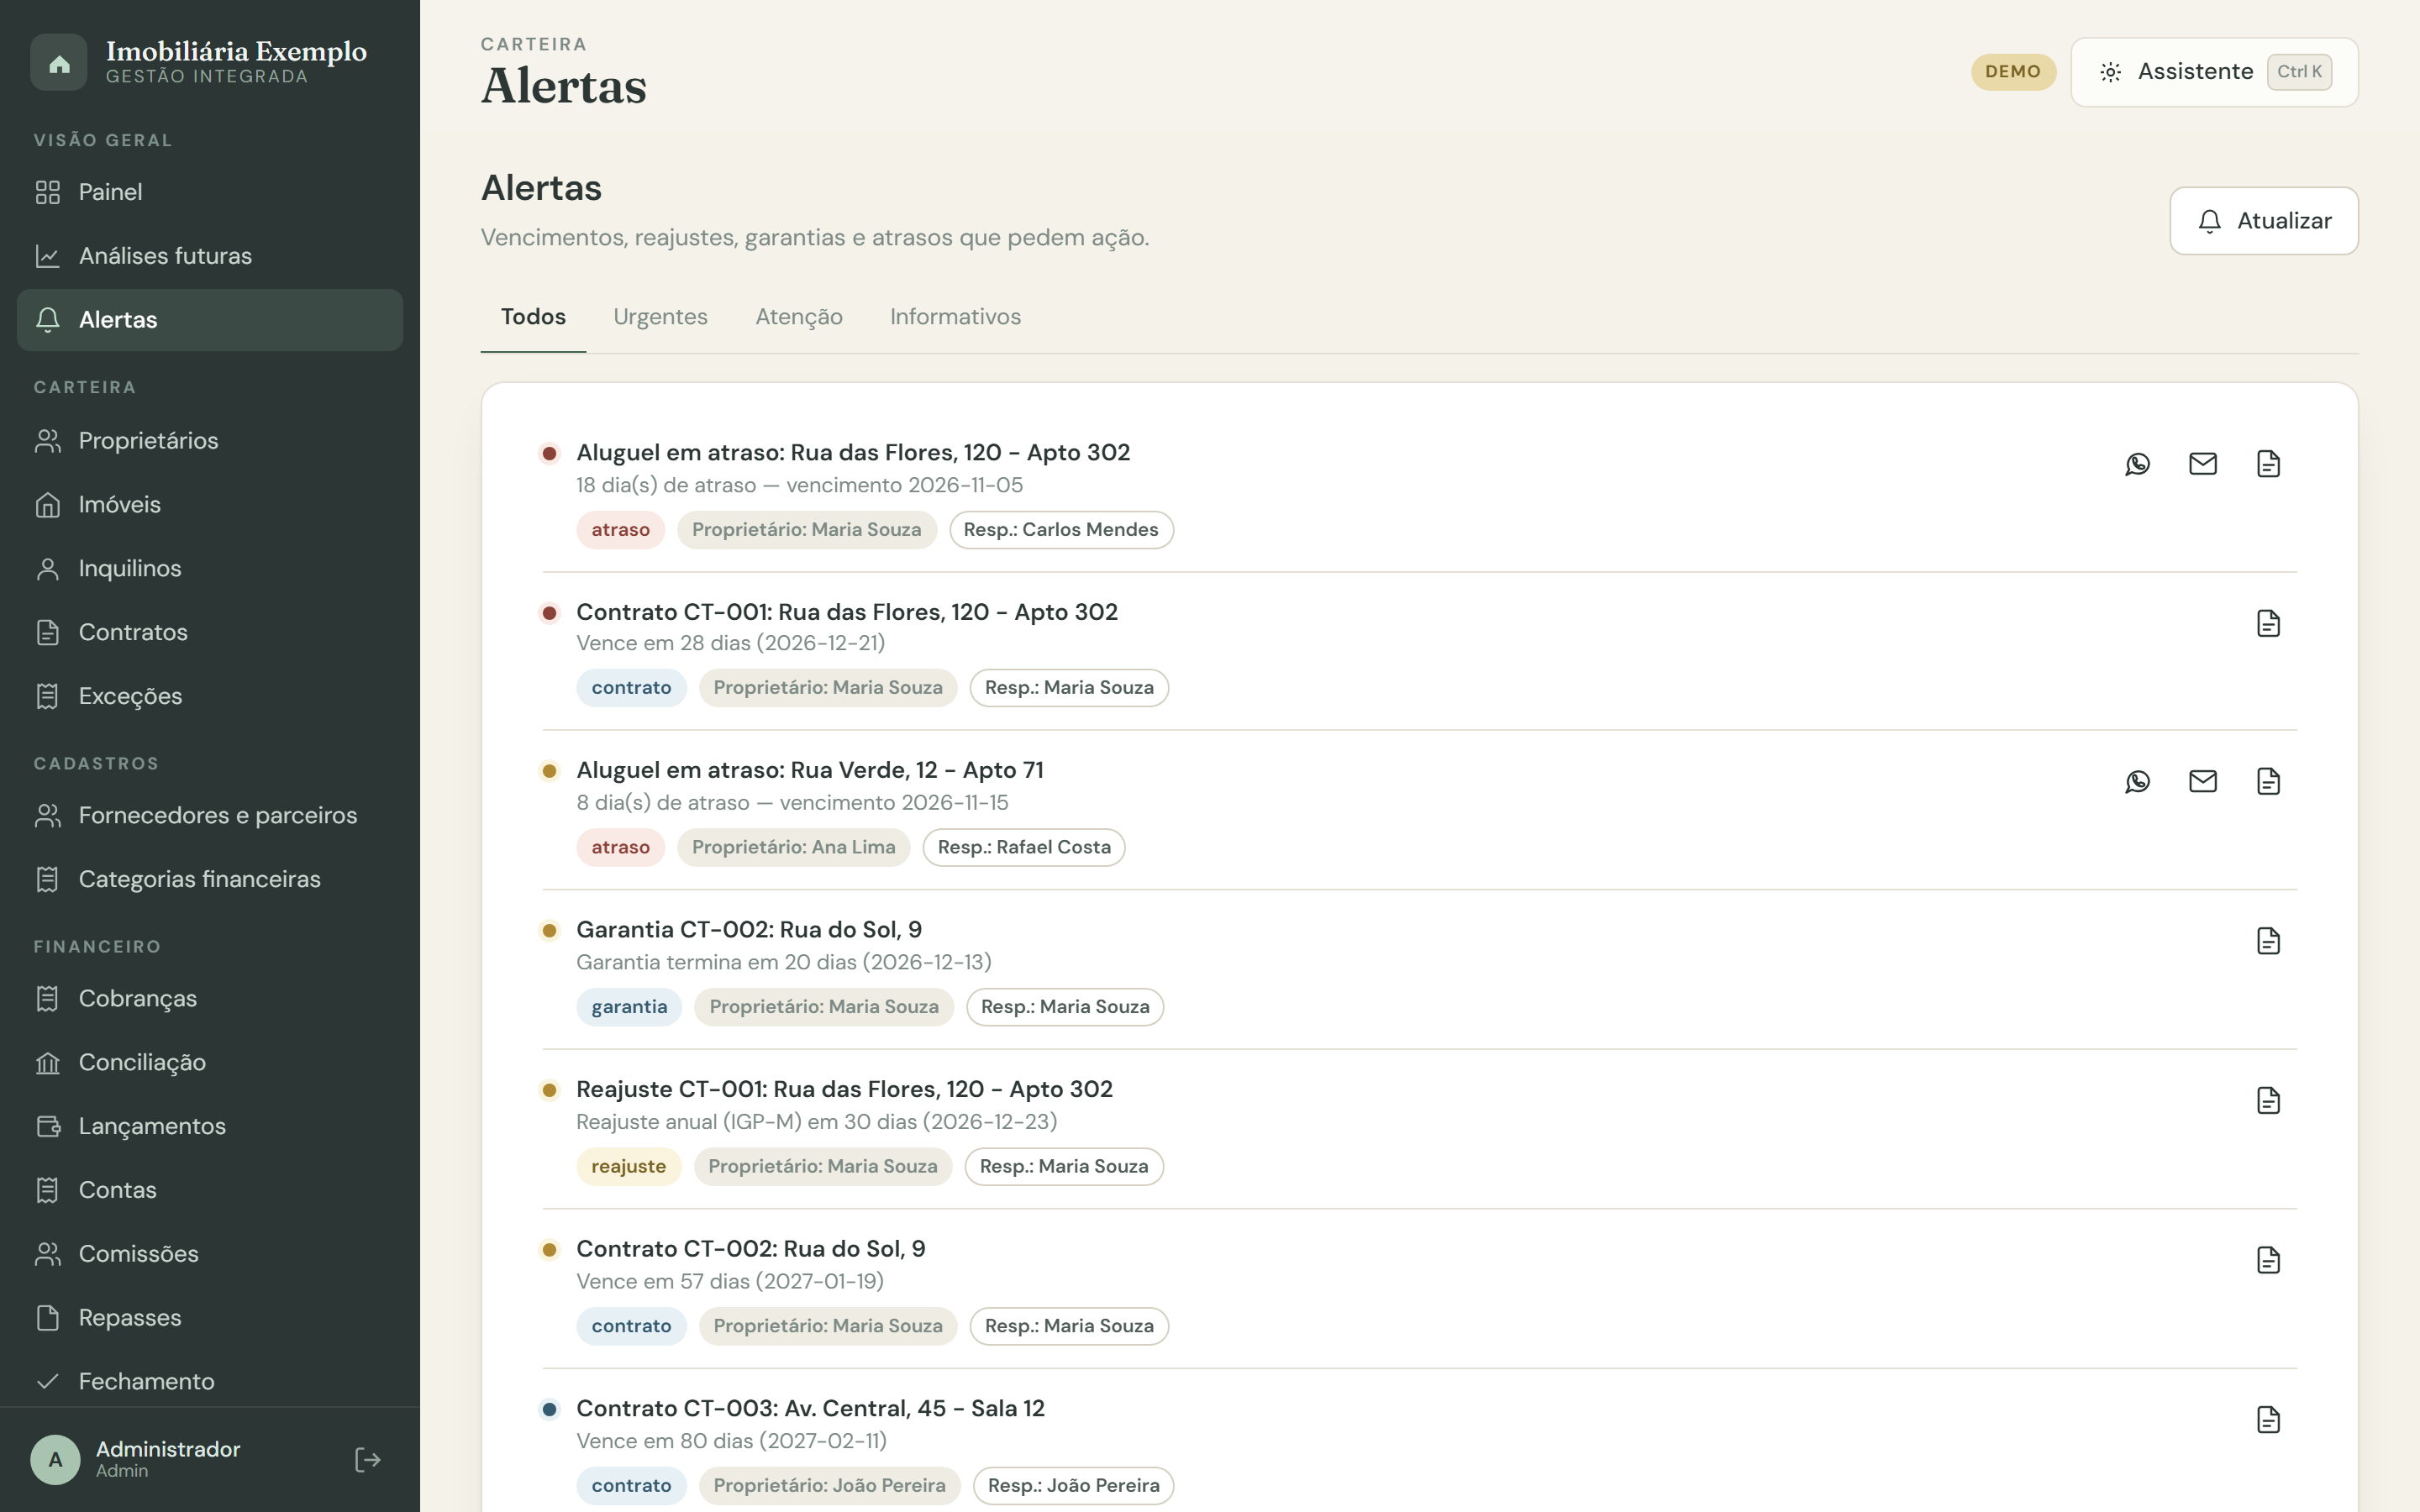 Imobiliária Exemplo
GESTÃO INTEGRADA
VISÃO GERAL
Painel
Análises futuras
Alertas
CARTEIRA
Proprietários
Imóveis
Inquilinos
Contratos
Exceções
CADASTROS
Fornecedores e parceiros
Categorias financeiras
FINANCEIRO
Cobranças
Conciliação
Lançamentos
Contas
Comissões
Repasses
Fechamento
A
Administrador
Admin
CARTEIRA
Alertas
DEMO
Assistente Ctrl K
Alertas
Vencimentos, reajustes, garantias e atrasos que pedem ação.
Atualizar
Todos Urgentes Atenção Informativos
Aluguel em atraso: Rua das Flores, 120 - Apto 302
18 dia(s) de atraso — vencimento 2026-11-05
atraso Proprietário: Maria Souza Resp.: Carlos Mendes
Contrato CT-001: Rua das Flores, 120 - Apto 302
Vence em 28 dias (2026-12-21)
contrato Proprietário: Maria Souza Resp.: Maria Souza
Aluguel em atraso: Rua Verde, 12 - Apto 71
8 dia(s) de atraso — vencimento 2026-11-15
atraso Proprietário: Ana Lima Resp.: Rafael Costa
Garantia CT-002: Rua do Sol, 9
Garantia termina em 20 dias (2026-12-13)
garantia Proprietário: Maria Souza Resp.: Maria Souza
Reajuste CT-001: Rua das Flores, 120 - Apto 302
Reajuste anual (IGP-M) em 30 dias (2026-12-23)
reajuste Proprietário: Maria Souza Resp.: Maria Souza
Contrato CT-002: Rua do Sol, 9
Vence em 57 dias (2027-01-19)
contrato Proprietário: Maria Souza Resp.: Maria Souza
Contrato CT-003: Av. Central, 45 - Sala 12
Vence em 80 dias (2027-02-11)
contrato Proprietário: João Pereira Resp.: João Pereira